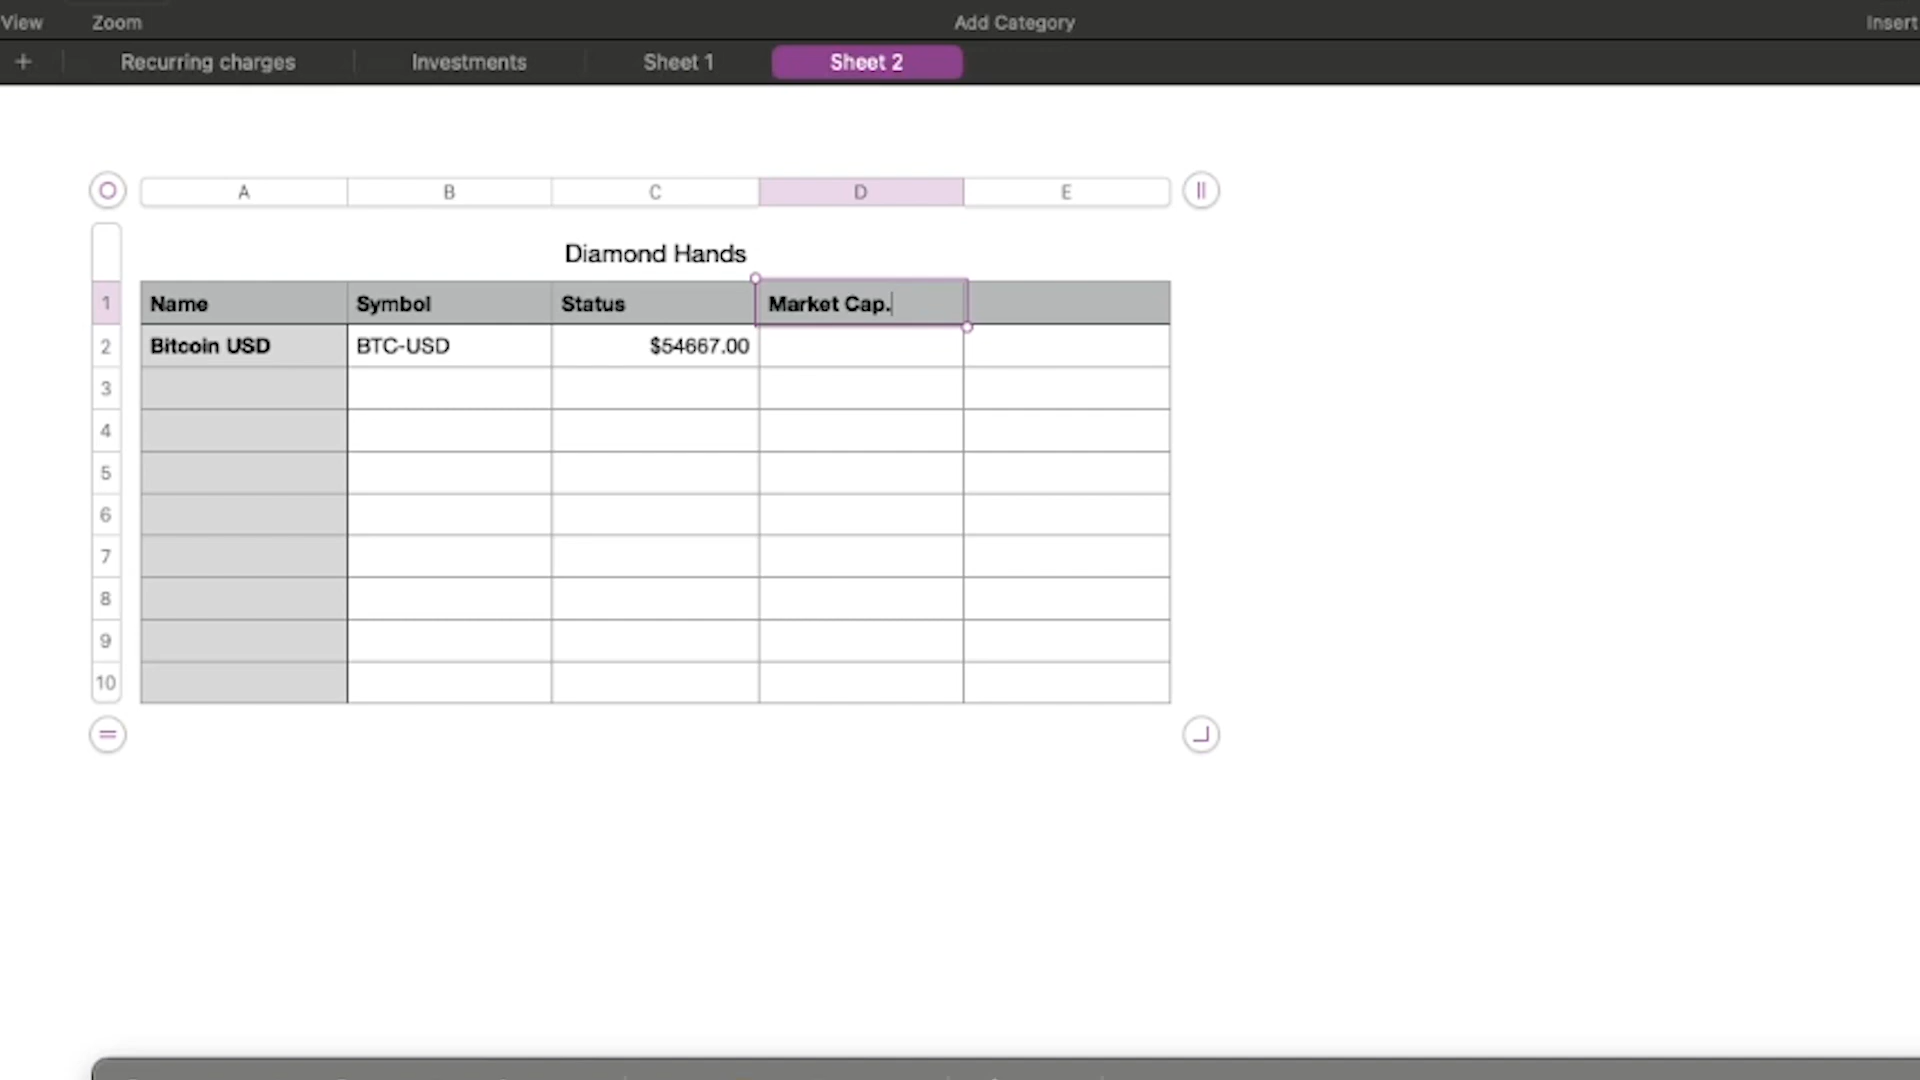 View Zoom Add Category Insert
+ Recurring charges Investments Sheet 1 Sheet 2
A B C D E
Diamond Hands
1 Name Symbol Status Market Cap.
2 Bitcoin USD BTC-USD $54667.00
3
4
5
6
7
8
9
10